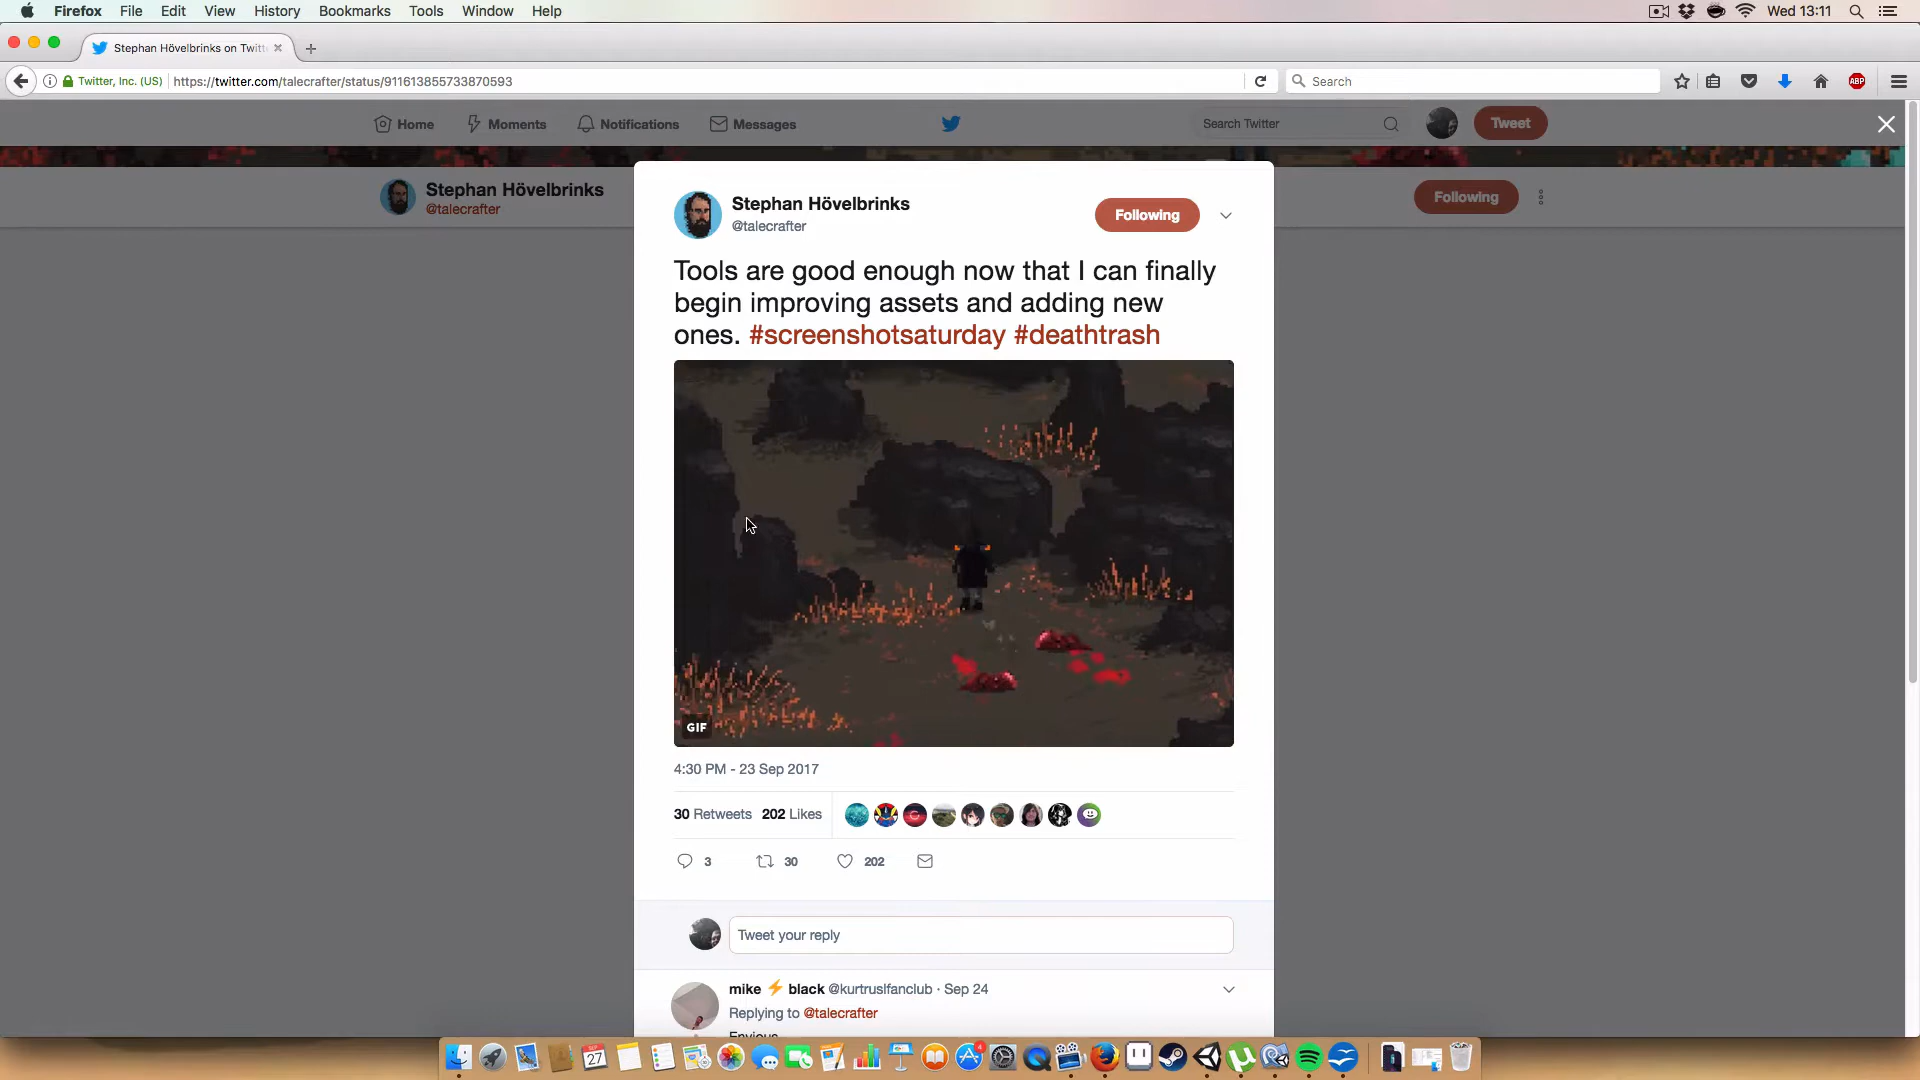 Firefox File Edit View History Bookmarks Tools Window Help Wed 13:11
Stephan Hövelbrinks on Twitt
Twitter, Inc. (US) https://twitter.com/talecrafter/status/911613855733870593 Search ABP
Home Moments Notifications Messages Search Twitter Tweet
Stephan Hövelbrinks
@talecrafter
Following
Stephan Hövelbrinks
@talecrafter
Following
Tools are good enough now that I can finally
begin improving assets and adding new
ones. #screenshotsaturday #deathtrash
GIF
4:30 PM - 23 Sep 2017
30 Retweets 202 Likes
3 30 202
Tweet your reply
mike ⚡ black @kurtruslfanclub · Sep 24
Replying to @talecrafter
Envious
27
4